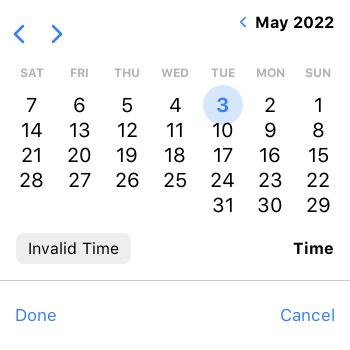 May 2022
SAT FRI THU WED TUE MON SUN
7 6 5 4 3 2 1
14 13 12 11 10 9 8
21 20 19 18 17 16 15
28 27 26 25 24 23 22
31 30 29
Invalid Time Time
Done Cancel